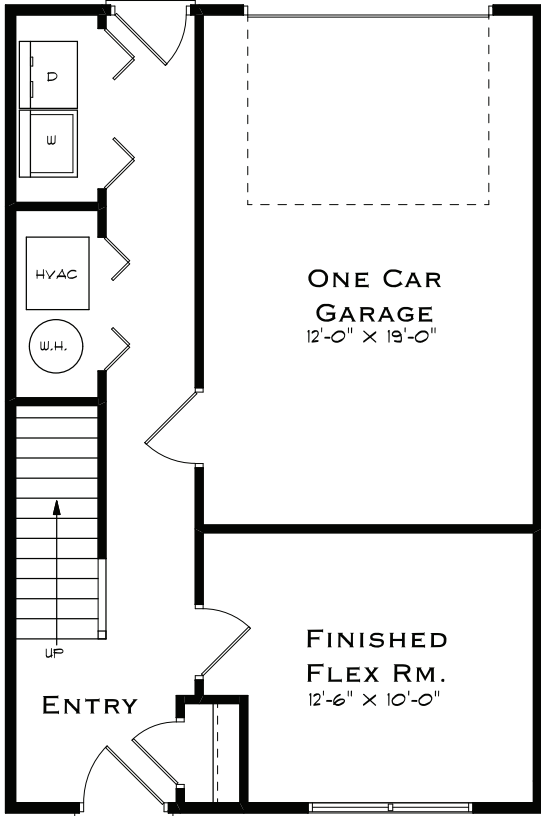 D
W
HVAC
W.H.
One Car
Garage
12'-0" X 19'-0"
UP
Entry
Finished
Flex Rm.
12'-6" X 10'-0"